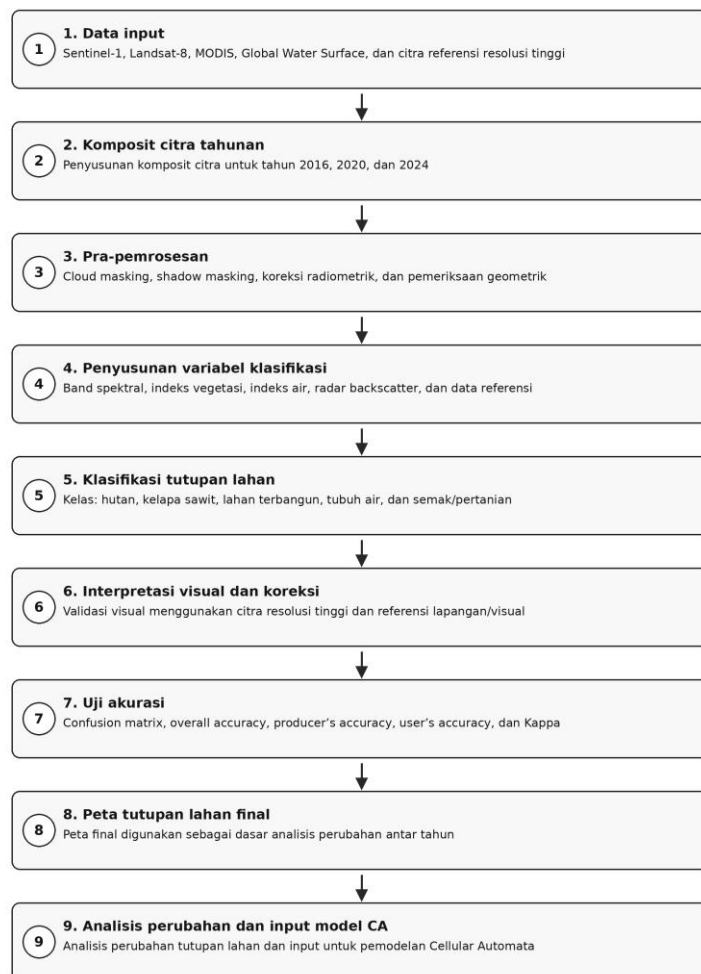 1
1. Data input
Sentinel-1, Landsat-8, MODIS, Global Water Surface, dan citra referensi resolusi tinggi
2
2. Komposit citra tahunan
Penyusunan komposit citra untuk tahun 2016, 2020, dan 2024
3
3. Pra-pemrosesan
Cloud masking, shadow masking, koreksi radiometrik, dan pemeriksaan geometrik
4
4. Penyusunan variabel klasifikasi
Band spektral, indeks vegetasi, indeks air, radar backscatter, dan data referensi
5
5. Klasifikasi tutupan lahan
Kelas: hutan, kelapa sawit, lahan terbangun, tubuh air, dan semak/pertanian
6
6. Interpretasi visual dan koreksi
Validasi visual menggunakan citra resolusi tinggi dan referensi lapangan/visual
7
7. Uji akurasi
Confusion matrix, overall accuracy, producer’s accuracy, user’s accuracy, dan Kappa
8
8. Peta tutupan lahan final
Peta final digunakan sebagai dasar analisis perubahan antar tahun
9
9. Analisis perubahan dan input model CA
Analisis perubahan tutupan lahan dan input untuk pemodelan Cellular Automata